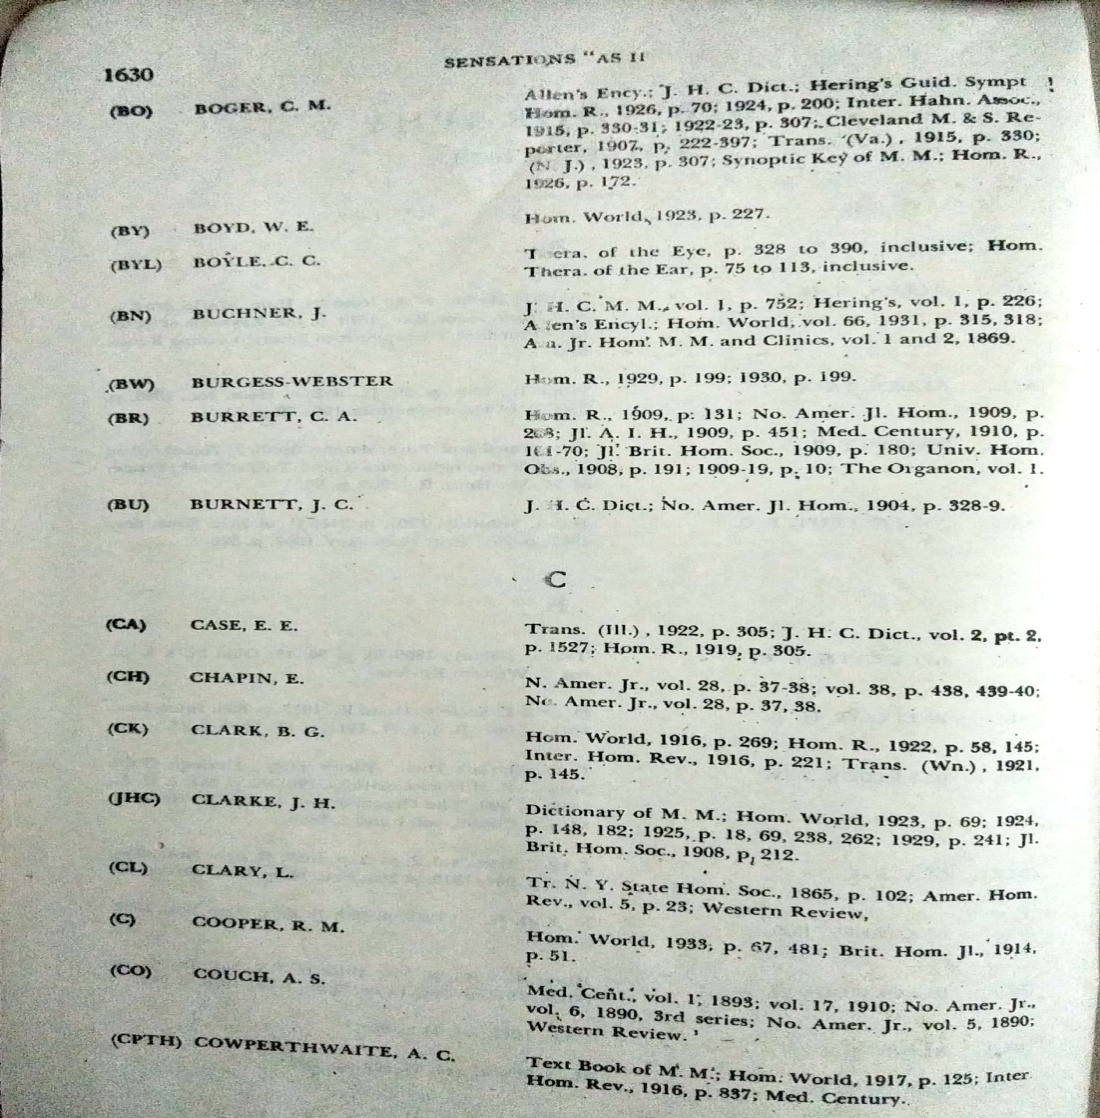 1630
SENSATIONS "AS II
(BO) BOGER, C. M. Allen's Ency.; J. H. C. Dict.; Hering's Guid. Sympt
Hom. R., 1926, p. 70; 1924, p. 200; Inter. Hahn. Assoc.,
1915, p. 330-31; 1922-23, p. 307; Cleveland M. & S. Re-
porter, 1907, p. 222-397; Trans. (Va.), 1915, p. 330;
(N. J.), 1923, p. 307; Synoptic Key of M. M.; Hom. R.,
1926, p. 172.
(BY) BOYD, W. E. Hom. World, 1923, p. 227.
(BYL) BOYLE, C. C. of the Eye, p. 328 to 390, inclusive; Hom.
Thera. of the Ear, p. 75 to 113, inclusive.
(BN) BUCHNER, J. J. H. C. M. M., vol. 1, p. 752; Hering's, vol. 1, p. 226;
Allen's Encyl.; Hom. World, vol. 66, 1931, p. 315, 318;
Jr. Hom. M. M. and Clinics, vol. 1 and 2, 1869.
(BW) BURGESS-WEBSTER Hom. R., 1929, p. 199; 1930, p. 199.
(BR) BURRETT, C. A. Hom. R., 1909, p. 131; No. Amer. Jl. Hom., 1909, p.
Jl. A. I. H., 1909, p. 451; Med. Century, 1910, p.
Jl. Brit. Hom. Soc., 1909, p. 180; Univ. Hom.
Obs., 1908, p. 191; 1909-19, p. 10; The Organon, vol. 1.
(BU) BURNETT, J. C. J. H. C. Dict.; No. Amer. Jl. Hom., 1904, p. 328-9.
C
(CA) CASE, E. E. Trans. (Ill.), 1922, p. 305; J. H. C. Dict., vol. 2, pt. 2,
p. 1527; Hom. R., 1919, p. 305.
(CH) CHAPIN, E. N. Amer. Jr., vol. 28, p. 37-38; vol. 38, p. 438, 439-40;
No. Amer. Jr., vol. 28, p. 37, 38.
(CK) CLARK, B. G. Hom. World, 1916, p. 269; Hom. R., 1922, p. 58, 145;
Inter. Hom. Rev., 1916, p. 221; Trans. (Wn.), 1921,
p. 145.
(JHC) CLARKE, J. H. Dictionary of M. M.; Hom. World, 1923, p. 69; 1924,
p. 148, 182; 1925, p. 18, 69, 238, 262; 1929, p. 241; Jl.
Brit. Hom. Soc., 1908, p. 212.
(CL) CLARY, L. Tr. N. Y. State Hom. Soc., 1865, p. 102; Amer. Hom.
Rev., vol. 5, p. 23; Western Review,
(C) COOPER, R. M. Hom. World, 1933, p. 67, 481; Brit. Hom. Jl., 1914,
p. 51.
(CO) COUCH, A. S. Med. Cent., vol. 1, 1893; vol. 17, 1910; No. Amer. Jr.,
vol. 6, 1890, 3rd series; No. Amer. Jr., vol. 5, 1890;
Western Review.
(CPTH) COWPERTHWAITE, A. C. Text Book of M. M.; Hom. World, 1917, p. 125; Inter
Hom. Rev., 1916, p. 837; Med. Century.